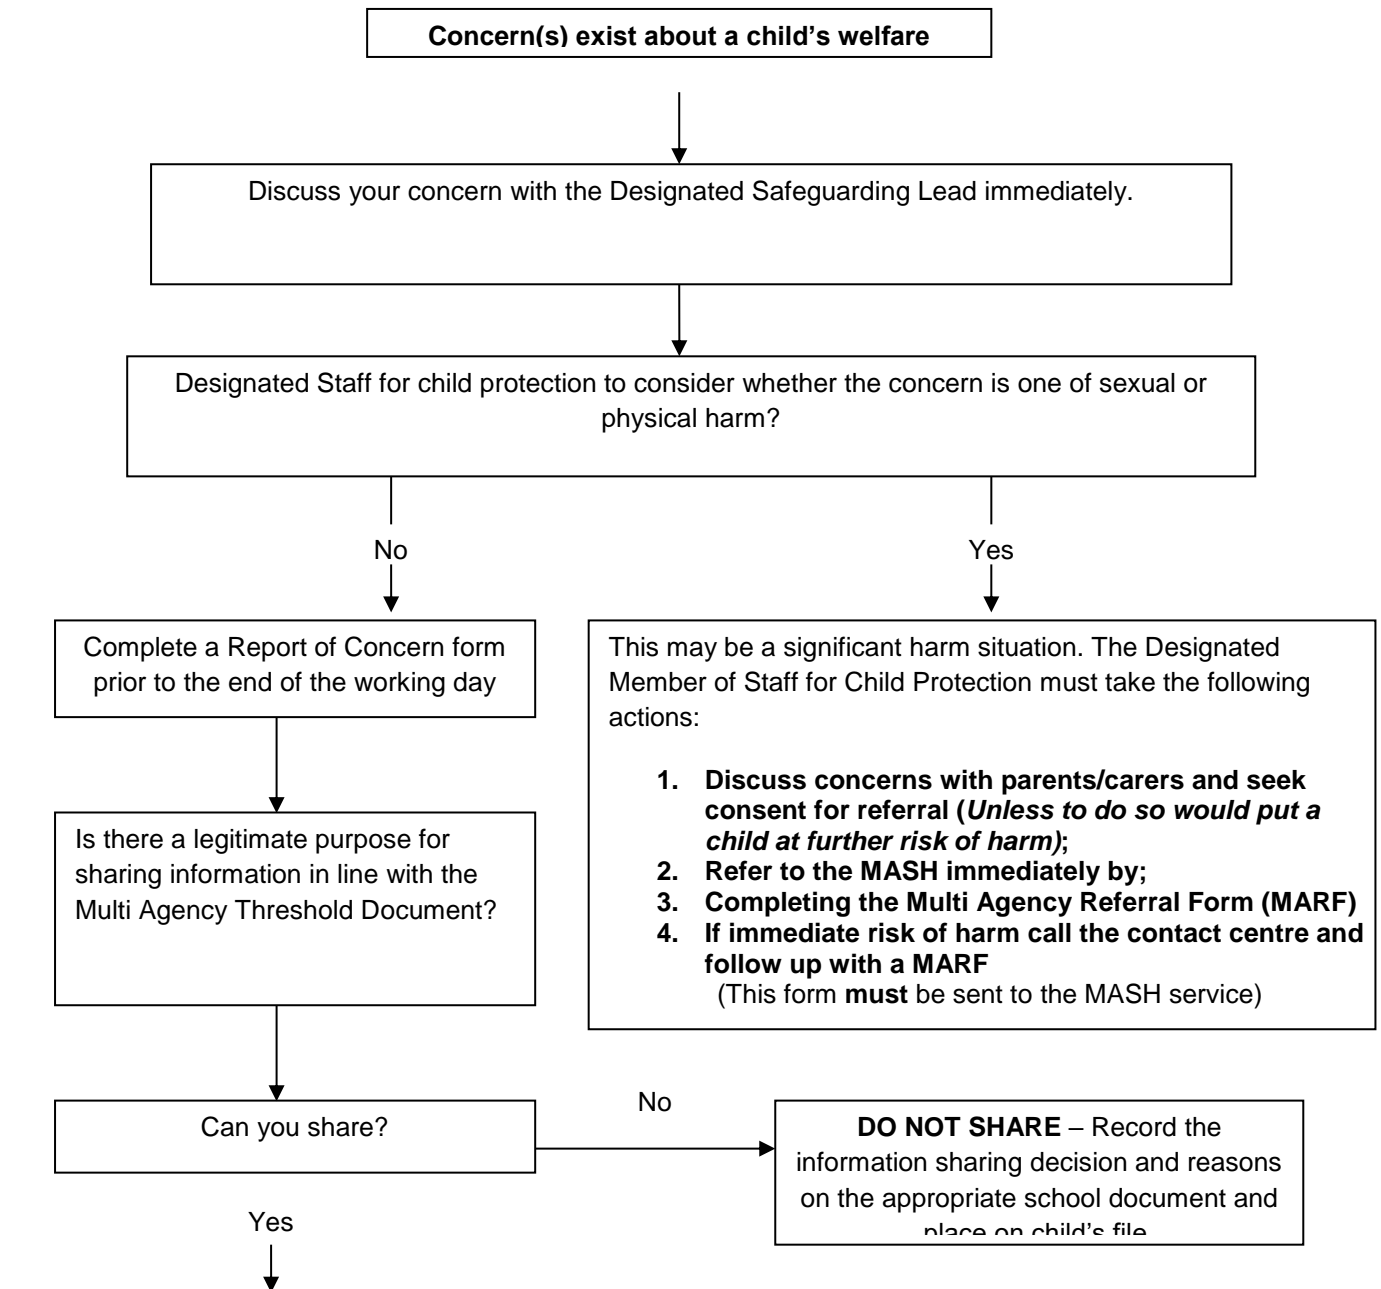 Concern(s) exist about a child's welfare
Discuss your concern with the Designated Safeguarding Lead immediately.
Designated Staff for child protection to consider whether the concern is one of sexual or
physical harm?
No
Yes
Complete a Report of Concern form
prior to the end of the working day
This may be a significant harm situation. The Designated
Member of Staff for Child Protection must take the following
actions:
1. Discuss concerns with parents/carers and seek
consent for referral (Unless to do so would put a
child at further risk of harm);
2. Refer to the MASH immediately by;
3. Completing the Multi Agency Referral Form (MARF)
4. If immediate risk of harm call the contact centre and
follow up with a MARF
(This form must be sent to the MASH service)
Is there a legitimate purpose for
sharing information in line with the
Multi Agency Threshold Document?
Can you share?
No
DO NOT SHARE – Record the
information sharing decision and reasons
on the appropriate school document and
place on child's file
Yes